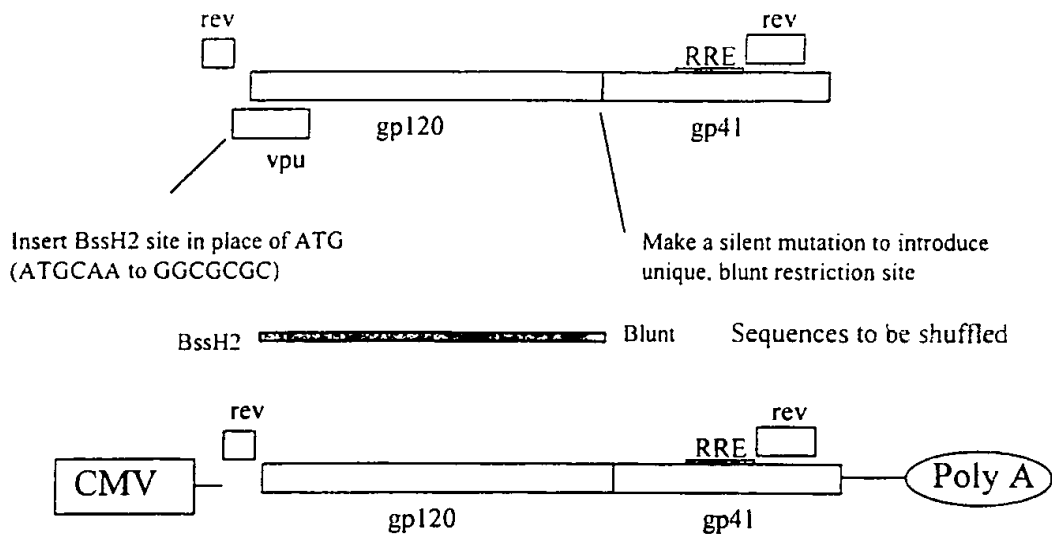 rev
rev
RRE
gp120
gp41
vpu
Insert BssH2 site in place of ATG
(ATGCAA to GGCGCGC)
Make a silent mutation to introduce
unique, blunt restriction site
BssH2
Blunt
Sequences to be shuffled
rev
rev
RRE
CMV
Poly A
gp120
gp41